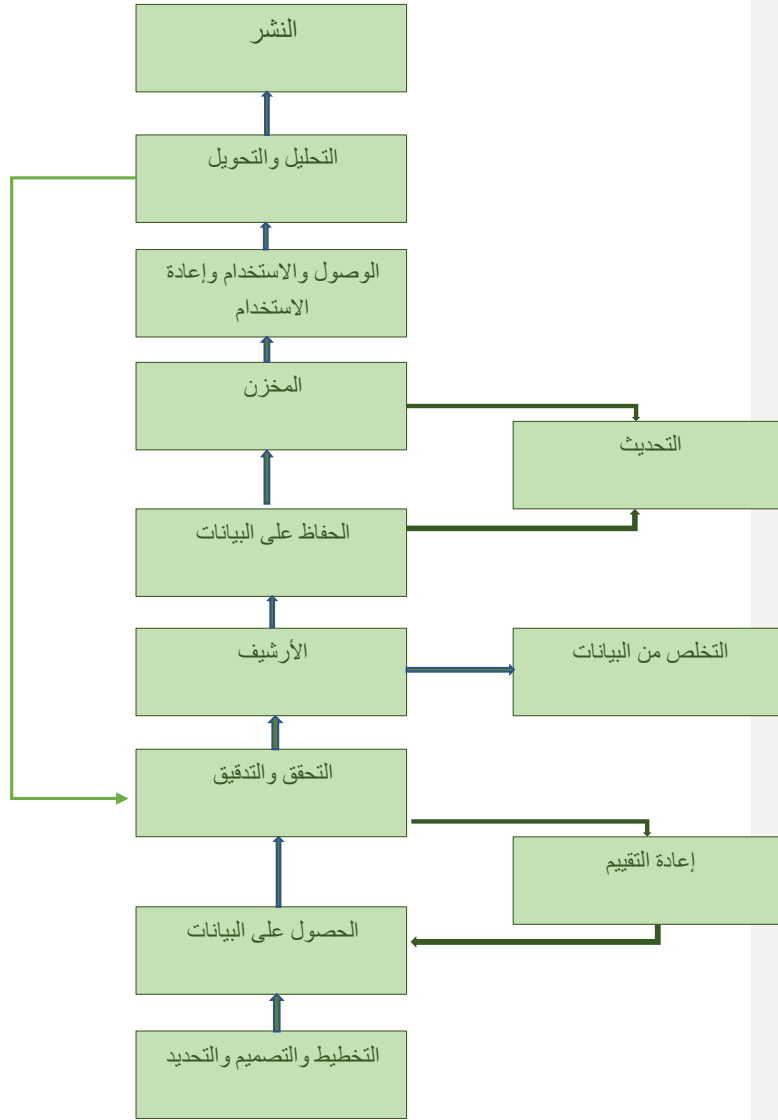 النشر
التحليل والتحويل
الوصول والاستخدام وإعادة
الاستخدام
المخزن
التحديث
الحفاظ على البيانات
الأرشيف
التخلص من البيانات
التحقق والتدقيق
إعادة التقييم
الحصول على البيانات
التخطيط والتصميم والتحديد